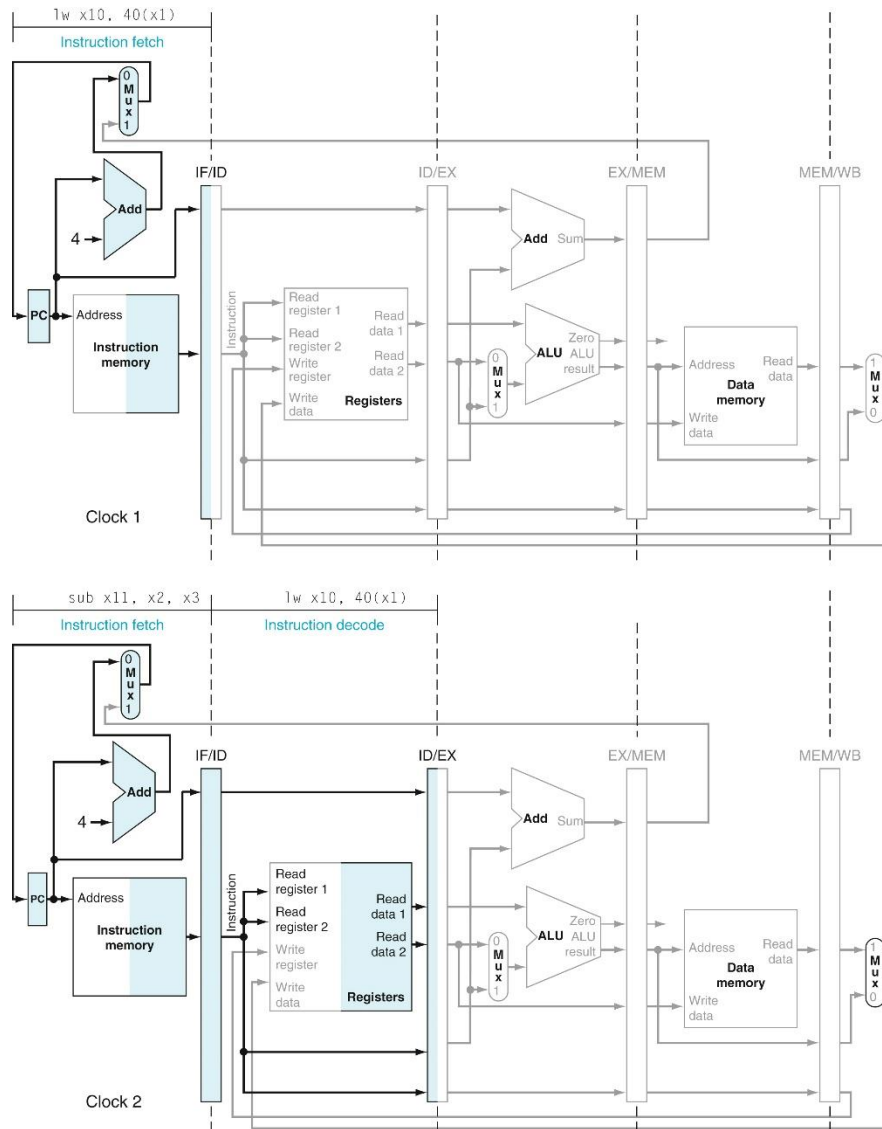 lw x10, 40(x1)
Instruction fetch
0
M
u
x
1
IF/ID
ID/EX
EX/MEM
MEM/WB
Add
4
Add Sum
PC
Address
Instruction
memory
Instruction
Read
register 1
Read
register 2
Write
register
Write
data
Read
data 1
Read
data 2
Registers
0
M
u
x
1
Zero
ALU ALU
result
Address
Read
data
Data
memory
Write
data
1
M
u
x
0
Clock 1
sub x11, x2, x3
Instruction fetch
lw x10, 40(x1)
Instruction decode
0
M
u
x
1
IF/ID
ID/EX
EX/MEM
MEM/WB
Add
4
Add Sum
PC
Address
Instruction
memory
Instruction
Read
register 1
Read
register 2
Write
register
Write
data
Read
data 1
Read
data 2
Registers
0
M
u
x
1
Zero
ALU ALU
result
Address
Read
data
Data
memory
Write
data
1
M
u
x
0
Clock 2